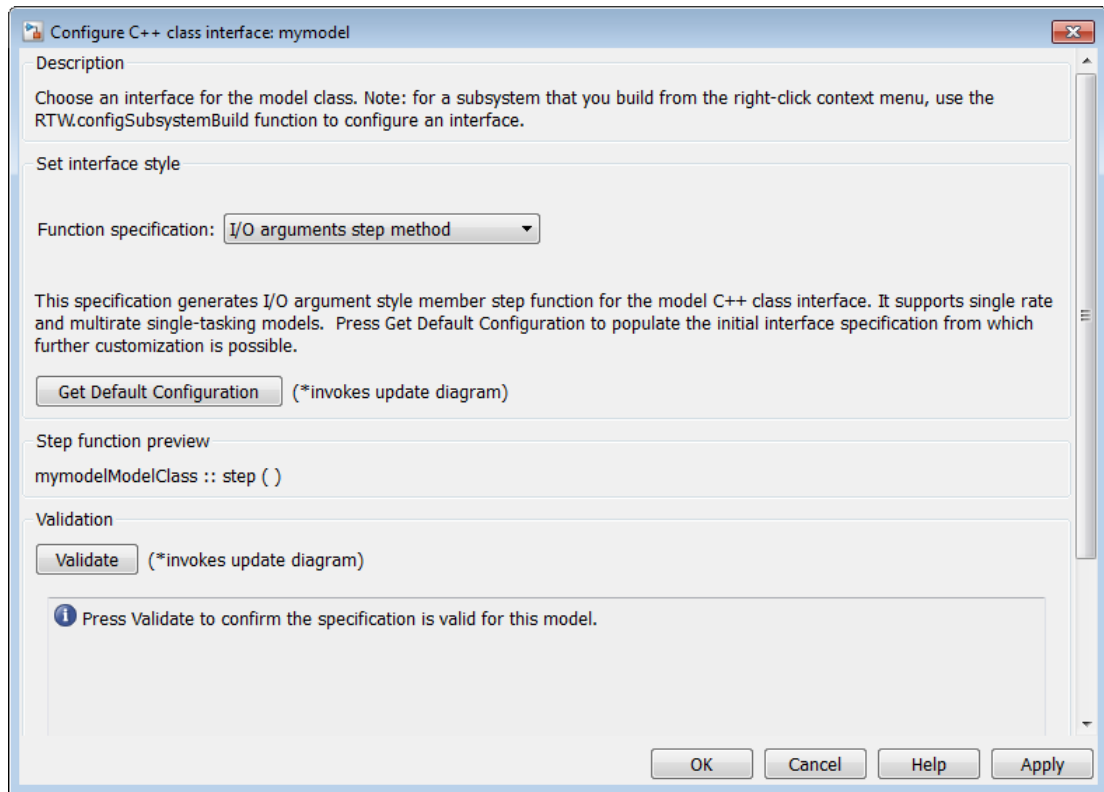 Configure C++ class interface: mymodel
Description
Choose an interface for the model class. Note: for a subsystem that you build from the right-click context menu, use the
RTW.configSubsystemBuild function to configure an interface.
Set interface style
Function specification: I/O arguments step method
This specification generates I/O argument style member step function for the model C++ class interface. It supports single rate
and multirate single-tasking models.  Press Get Default Configuration to populate the initial interface specification from which
further customization is possible.
Get Default Configuration (*invokes update diagram)
Step function preview
mymodelModelClass :: step ( )
Validation
Validate (*invokes update diagram)
Press Validate to confirm the specification is valid for this model.
OK Cancel Help Apply